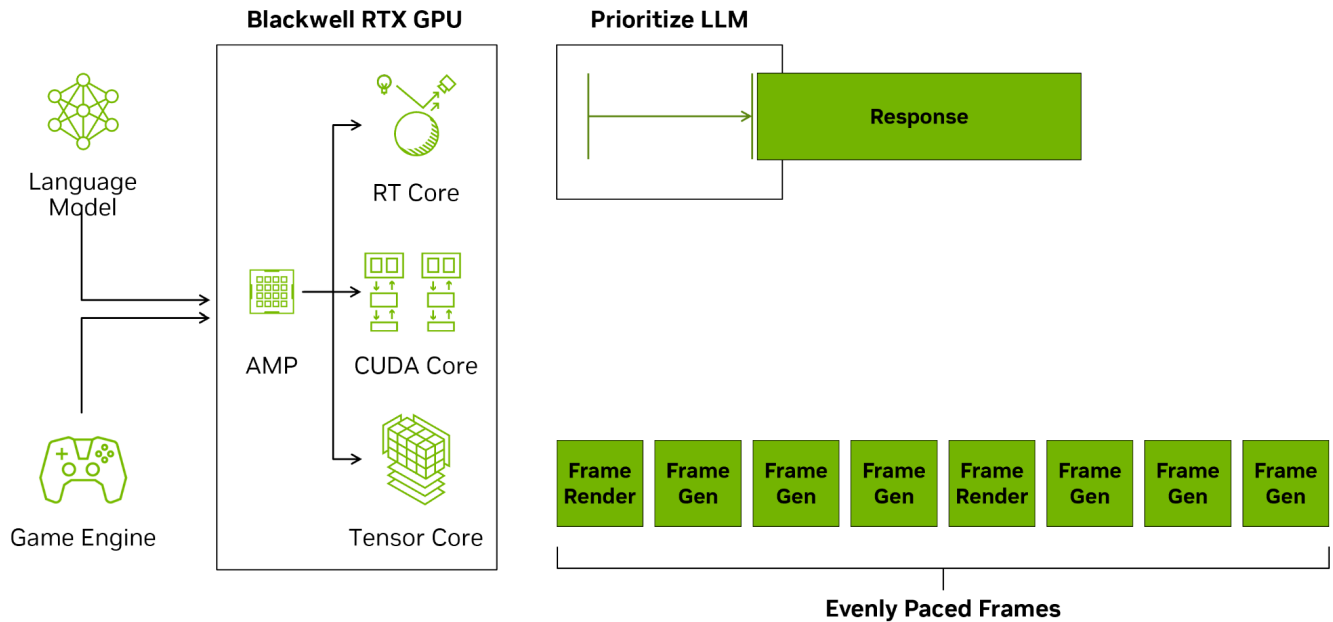 Blackwell RTX GPU
Prioritize LLM
Language
Model
RT Core
Response
AMP
CUDA Core
Game Engine
Tensor Core
Frame
Render
Frame
Gen
Frame
Gen
Frame
Gen
Frame
Render
Frame
Gen
Frame
Gen
Frame
Gen
Evenly Paced Frames